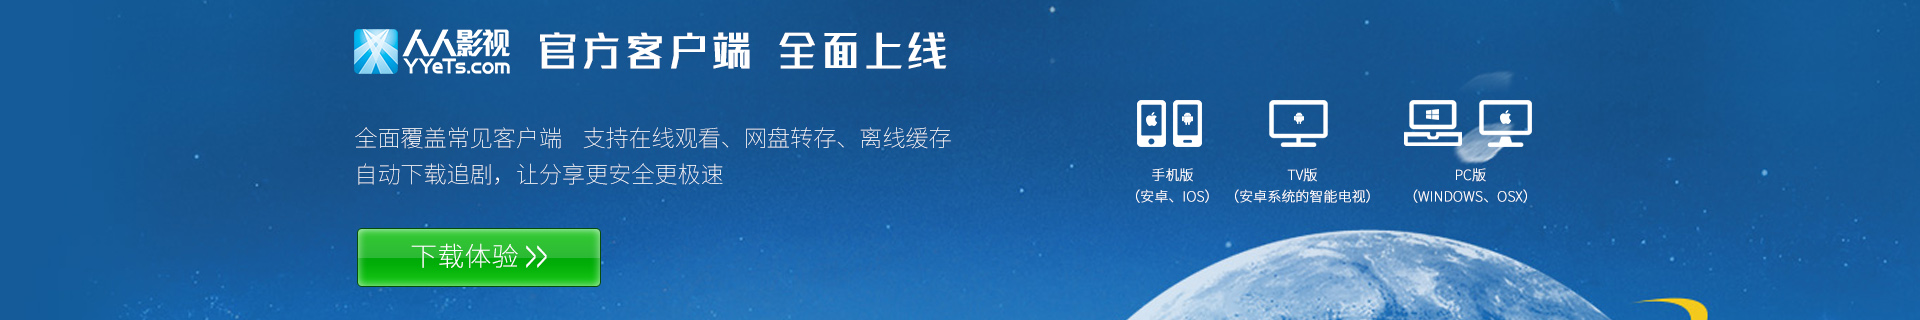 人人影视
YYeTs.com
官方客户端 全面上线
全面覆盖常见客户端 支持在线观看、网盘转存、离线缓存
自动下载追剧，让分享更安全更极速
下载体验 >>
手机版
（安卓、IOS）
TV版
（安卓系统的智能电视）
PC版
（WINDOWS、OSX）